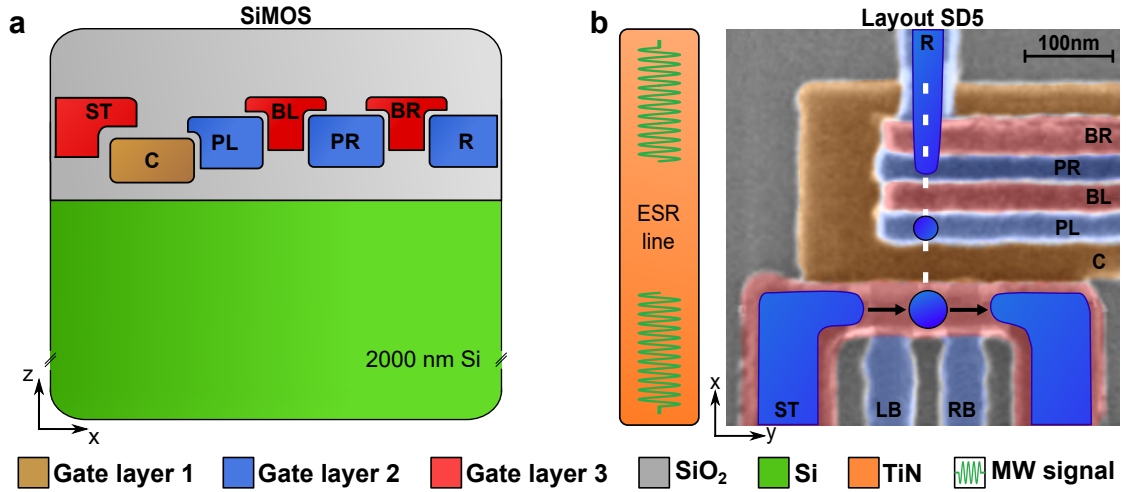 a
SiMOS
ST
C
PL
BL
PR
BR
R
2000 nm Si
z
x
b
Layout SD5
ESR
line
R
100nm
BR
PR
BL
PL
C
ST
LB
RB
x
y
Gate layer 1
Gate layer 2
Gate layer 3
SiO₂
Si
TiN
MW signal